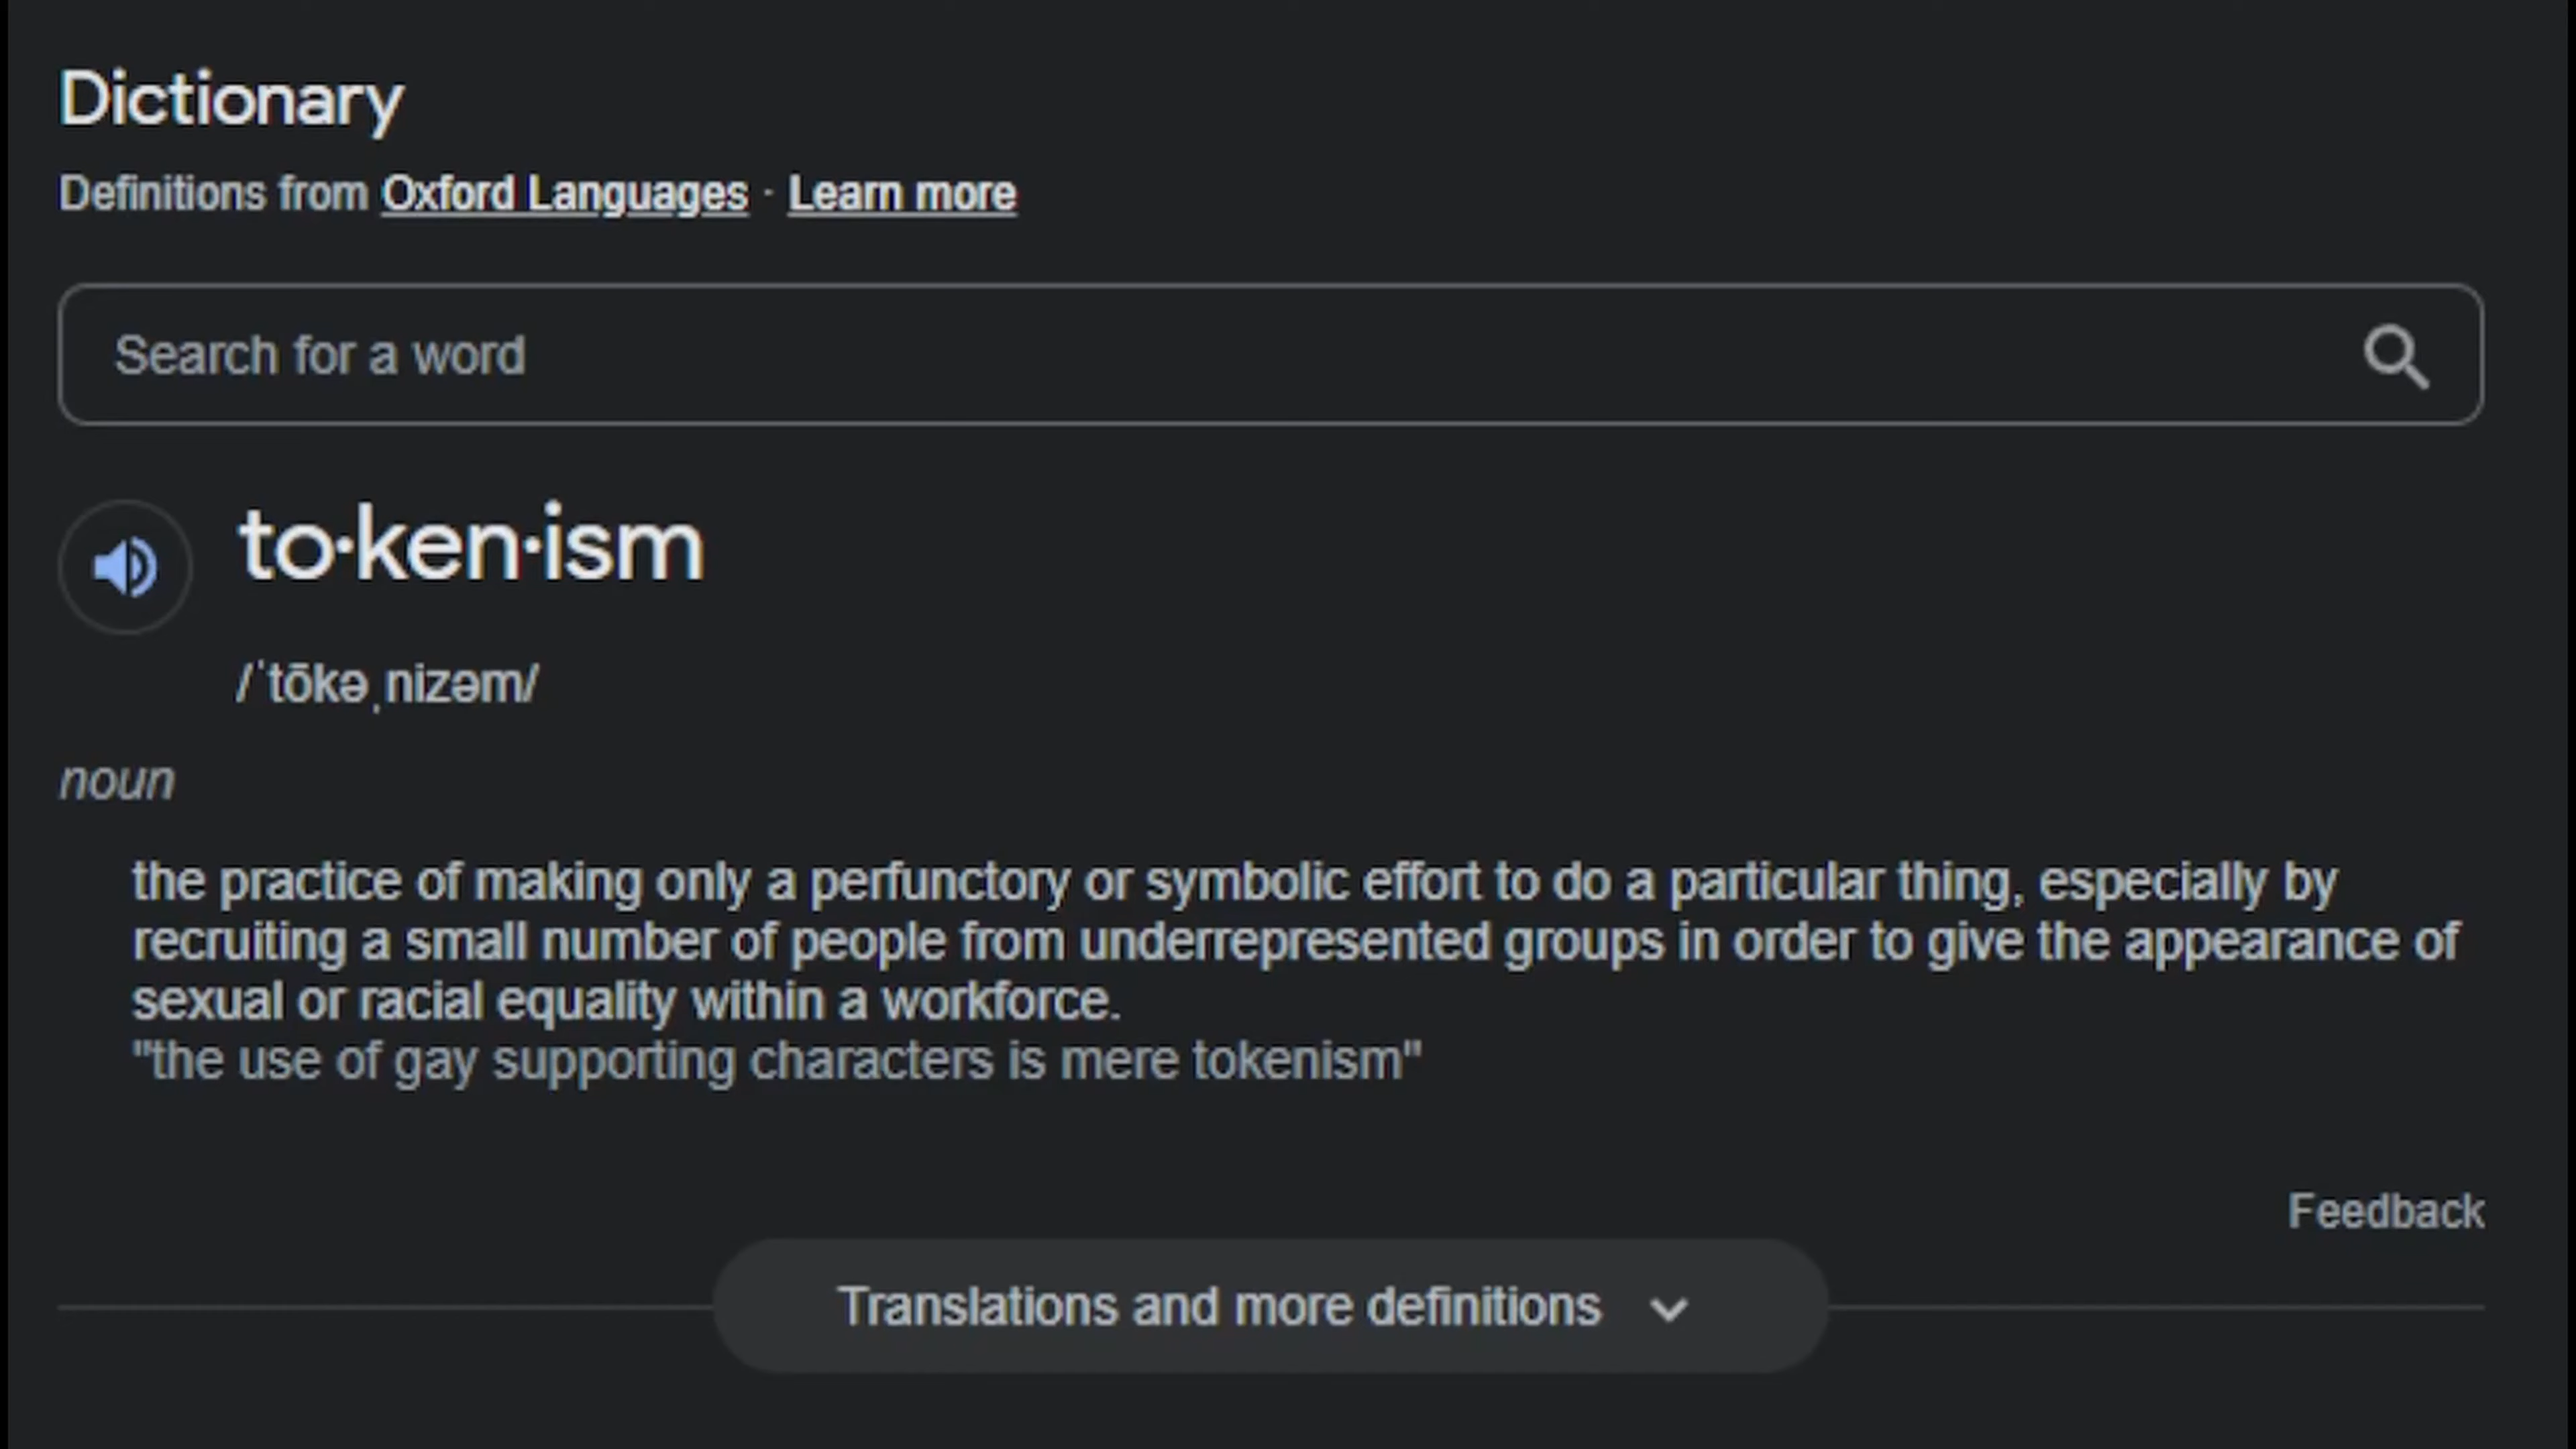 Dictionary
Definitions from Oxford Languages · Learn more
Search for a word
to·ken·ism
/ˈtōkəˌnizəm/
noun
the practice of making only a perfunctory or symbolic effort to do a particular thing, especially by
recruiting a small number of people from underrepresented groups in order to give the appearance of
sexual or racial equality within a workforce.
"the use of gay supporting characters is mere tokenism"
Feedback
Translations and more definitions